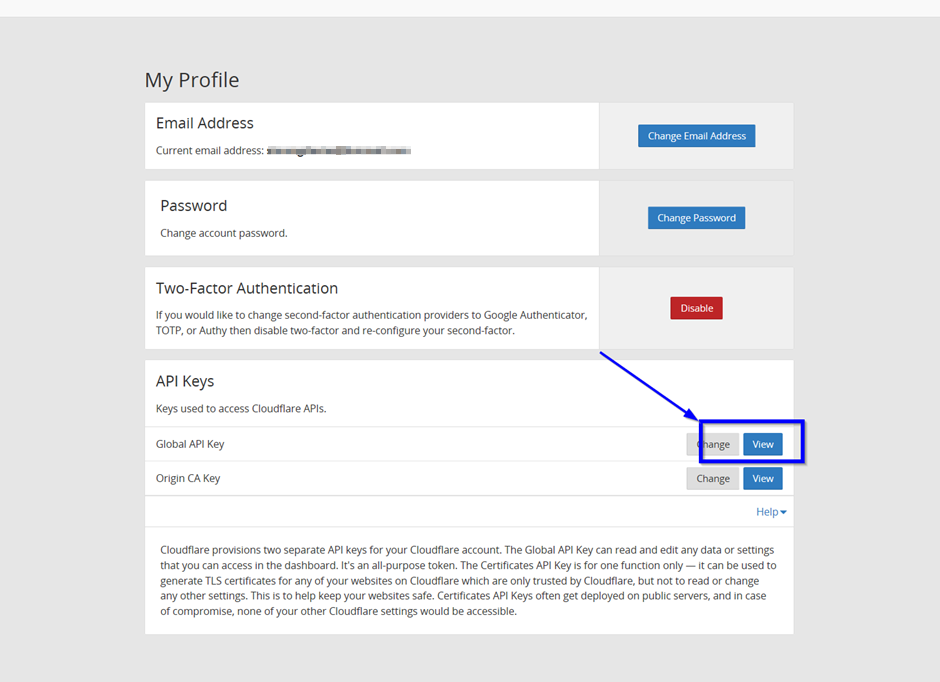 My Profile
Email Address
Current email address:
Change Email Address
Password
Change account password.
Change Password
Two-Factor Authentication
If you would like to change second-factor authentication providers to Google Authenticator,
TOTP, or Authy then disable two-factor and re-configure your second-factor.
Disable
API Keys
Keys used to access Cloudflare APIs.
Global API Key
Change
View
Origin CA Key
Change
View
Help
Cloudflare provisions two separate API keys for your Cloudflare account. The Global API Key can read and edit any data or settings
that you can access in the dashboard. It's an all-purpose token. The Certificates API Key is for one function only — it can be used to
generate TLS certificates for any of your websites on Cloudflare which are only trusted by Cloudflare, but not to read or change
any other settings. This is to help keep your websites safe. Certificates API Keys often get deployed on public servers, and in case
of compromise, none of your other Cloudflare settings would be accessible.